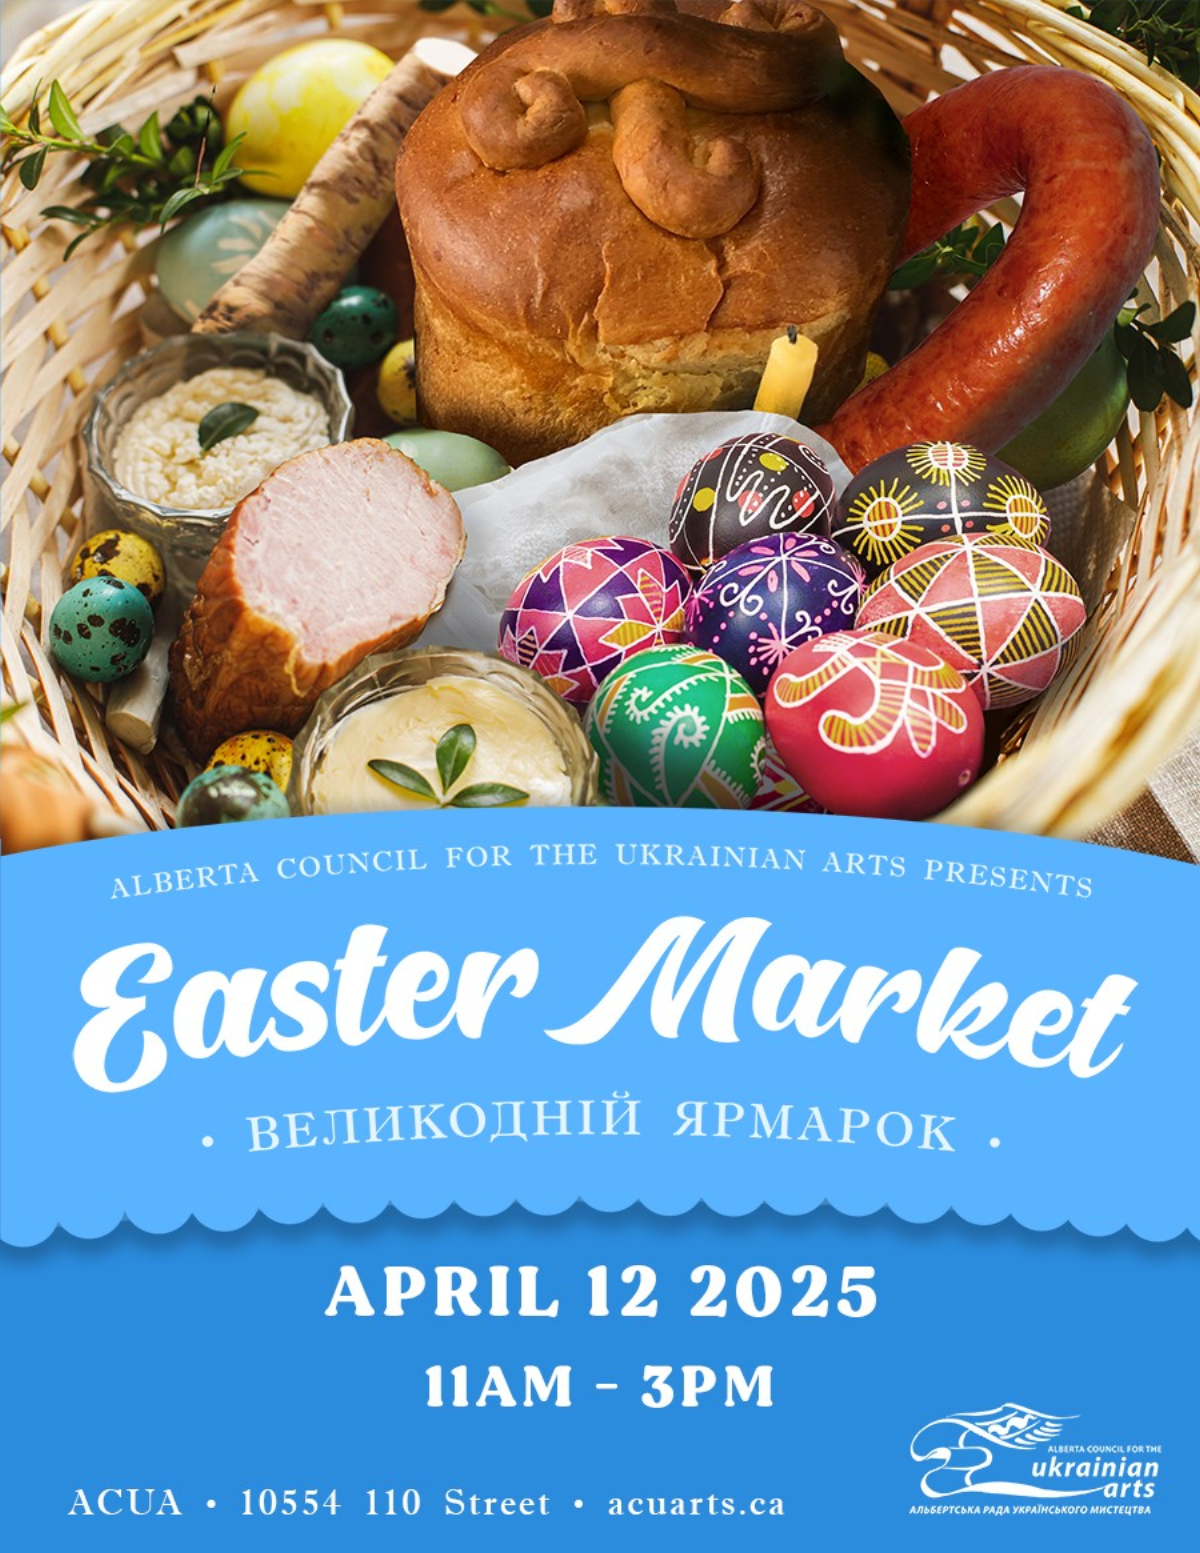 ALBERTA COUNCIL FOR THE UKRAINIAN ARTS PRESENTS
Easter Market
• ВЕЛИКОДНІЙ ЯРМАРОК •
APRIL 12 2025
11AM - 3PM
ALBERTA COUNCIL FOR THE
ukrainian
arts
АЛЬБЕРТСЬКА РАДА УКРАЇНСЬКОГО МИСТЕЦТВА
ACUA • 10554 110 Street • acuarts.ca